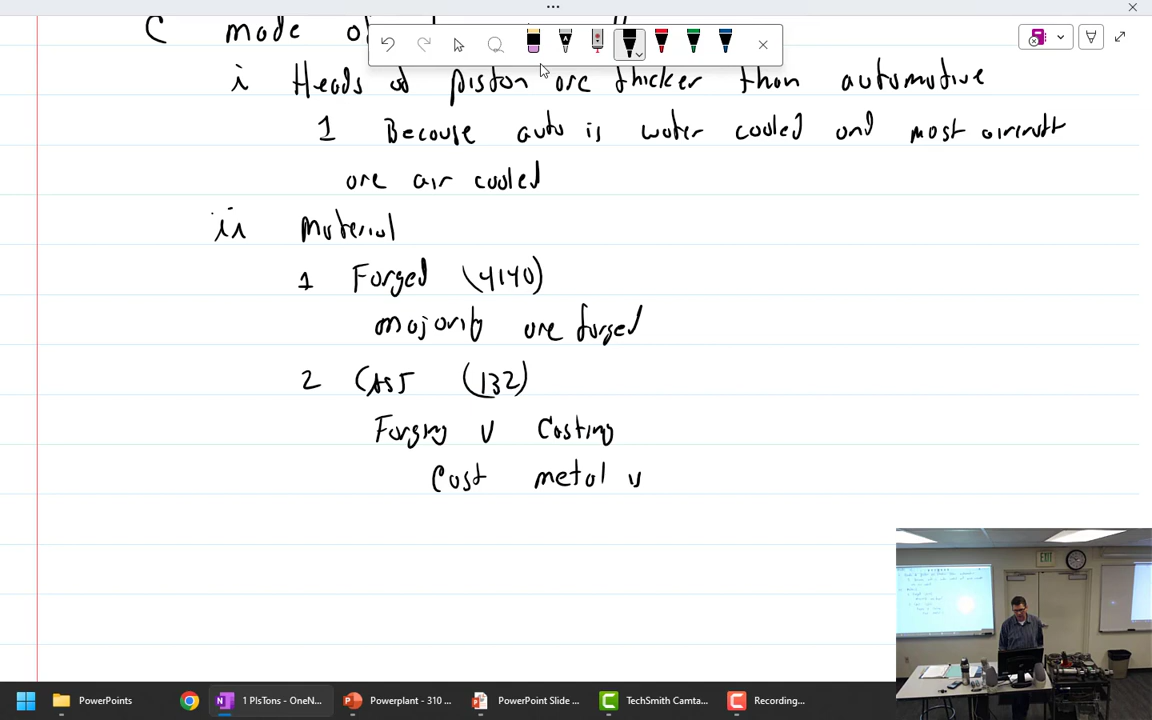 C mode of
i Heads of piston are thicker than automotive
1 Because auto is water cooled and most aircraft
are air cooled
ii Material
1 Forged (4140)
majority are forged
2 CAST (132)
Forging v Casting
Cast metal is
EXIT
PowerPoints
1 PIsTons - OneN...
Powerplant - 310 ...
PowerPoint Slide ...
TechSmith Camta...
Recording...